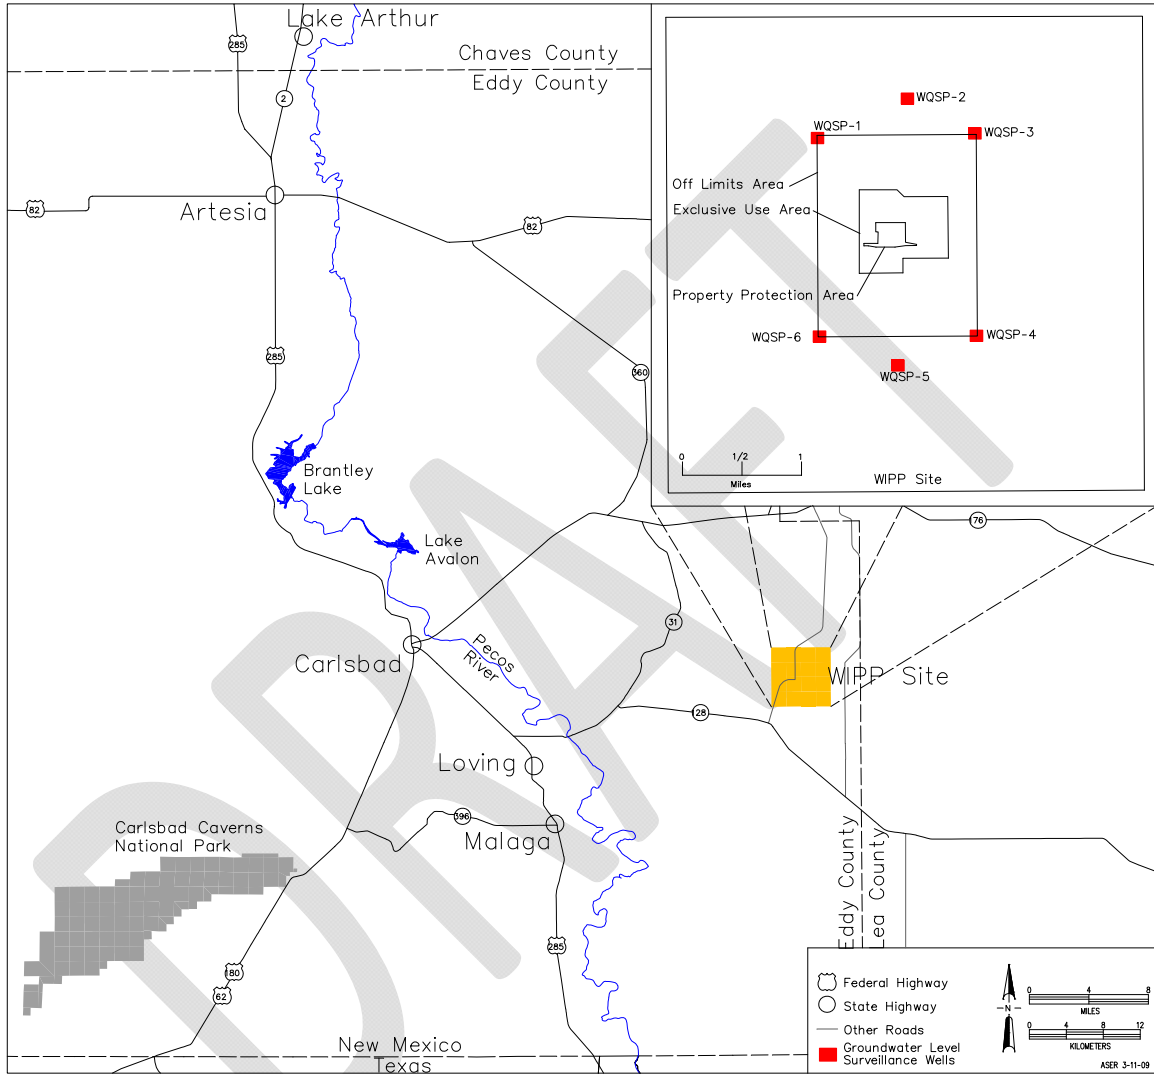 Lake Arthur
285
Chaves County
Eddy County
2
82
Artesia
82
285
360
Brantley
Lake
Lake
Avalon
Carlsbad
Pecos
River
31
28
76
WIPP Site
Loving
396
Malaga
Carlsbad Caverns
National Park
285
180
62
Eddy County
Lea County
New Mexico
Texas
DRAFT
WQSP-2
WQSP-1
WQSP-3
Off Limits Area
Exclusive Use Area
Property Protection Area
WQSP-6
WQSP-4
WQSP-5
0 1/2 1
Miles
WIPP Site
Federal Highway
State Highway
Other Roads
Groundwater Level
Surveillance Wells
N
0 4 8
MILES
0 4 8 12
KILOMETERS
ASER 3-11-09